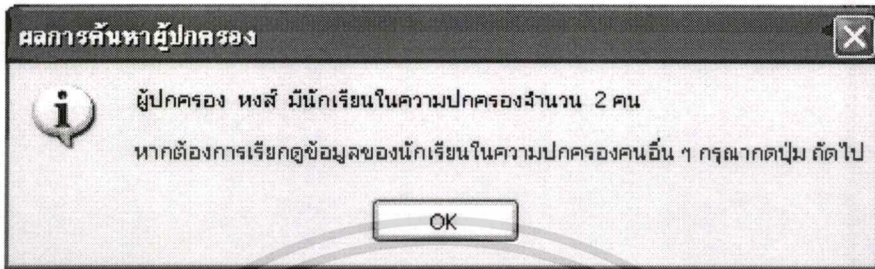 ผลการค้นหาผู้ปกครอง
ผู้ปกครอง หงส์ มีนักเรียนในความปกครองจำนวน 2 คน
หากต้องการเรียกดูข้อมูลของนักเรียนในความปกครองคนอื่น ๆ กรุณากดปุ่ม ถัดไป
OK